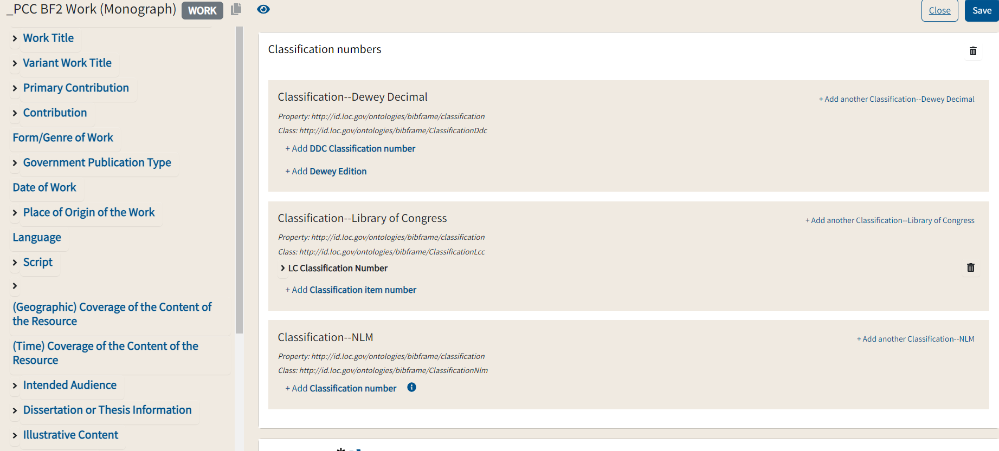 _PCC BF2 Work (Monograph) WORK
Close
Save
Work Title
Variant Work Title
Primary Contribution
Contribution
Form/Genre of Work
Government Publication Type
Date of Work
Place of Origin of the Work
Language
Script
(Geographic) Coverage of the Content of
the Resource
(Time) Coverage of the Content of the
Resource
Intended Audience
Dissertation or Thesis Information
Illustrative Content
Classification numbers
Classification--Dewey Decimal
+ Add another Classification--Dewey Decimal
Property: http://id.loc.gov/ontologies/bibframe/classification
Class: http://id.loc.gov/ontologies/bibframe/ClassificationDdc
+ Add DDC Classification number
+ Add Dewey Edition
Classification--Library of Congress
+ Add another Classification--Library of Congress
Property: http://id.loc.gov/ontologies/bibframe/classification
Class: http://id.loc.gov/ontologies/bibframe/ClassificationLcc
LC Classification Number
+ Add Classification item number
Classification--NLM
+ Add another Classification--NLM
Property: http://id.loc.gov/ontologies/bibframe/classification
Class: http://id.loc.gov/ontologies/bibframe/ClassificationNlm
+ Add Classification number